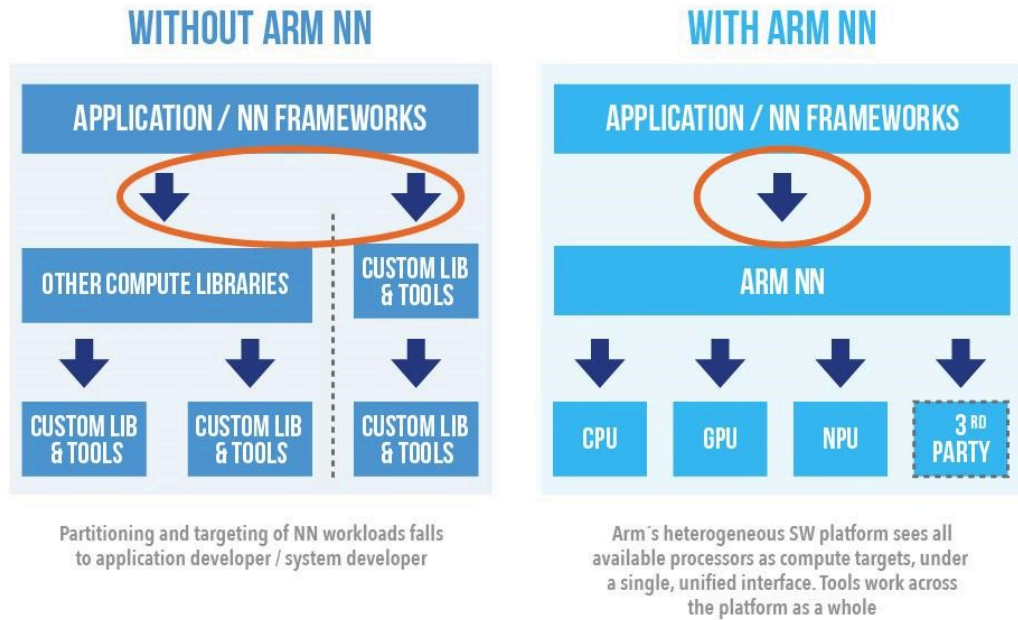 WITHOUT ARM NN
APPLICATION / NN FRAMEWORKS
OTHER COMPUTE LIBRARIES
CUSTOM LIB
& TOOLS
CUSTOM LIB
& TOOLS
CUSTOM LIB
& TOOLS
CUSTOM LIB
& TOOLS
Partitioning and targeting of NN workloads falls
to application developer / system developer
WITH ARM NN
APPLICATION / NN FRAMEWORKS
ARM NN
CPU
GPU
NPU
3 RD
PARTY
Arm´s heterogeneous SW platform sees all
available processors as compute targets, under
a single, unified interface. Tools work across
the platform as a whole